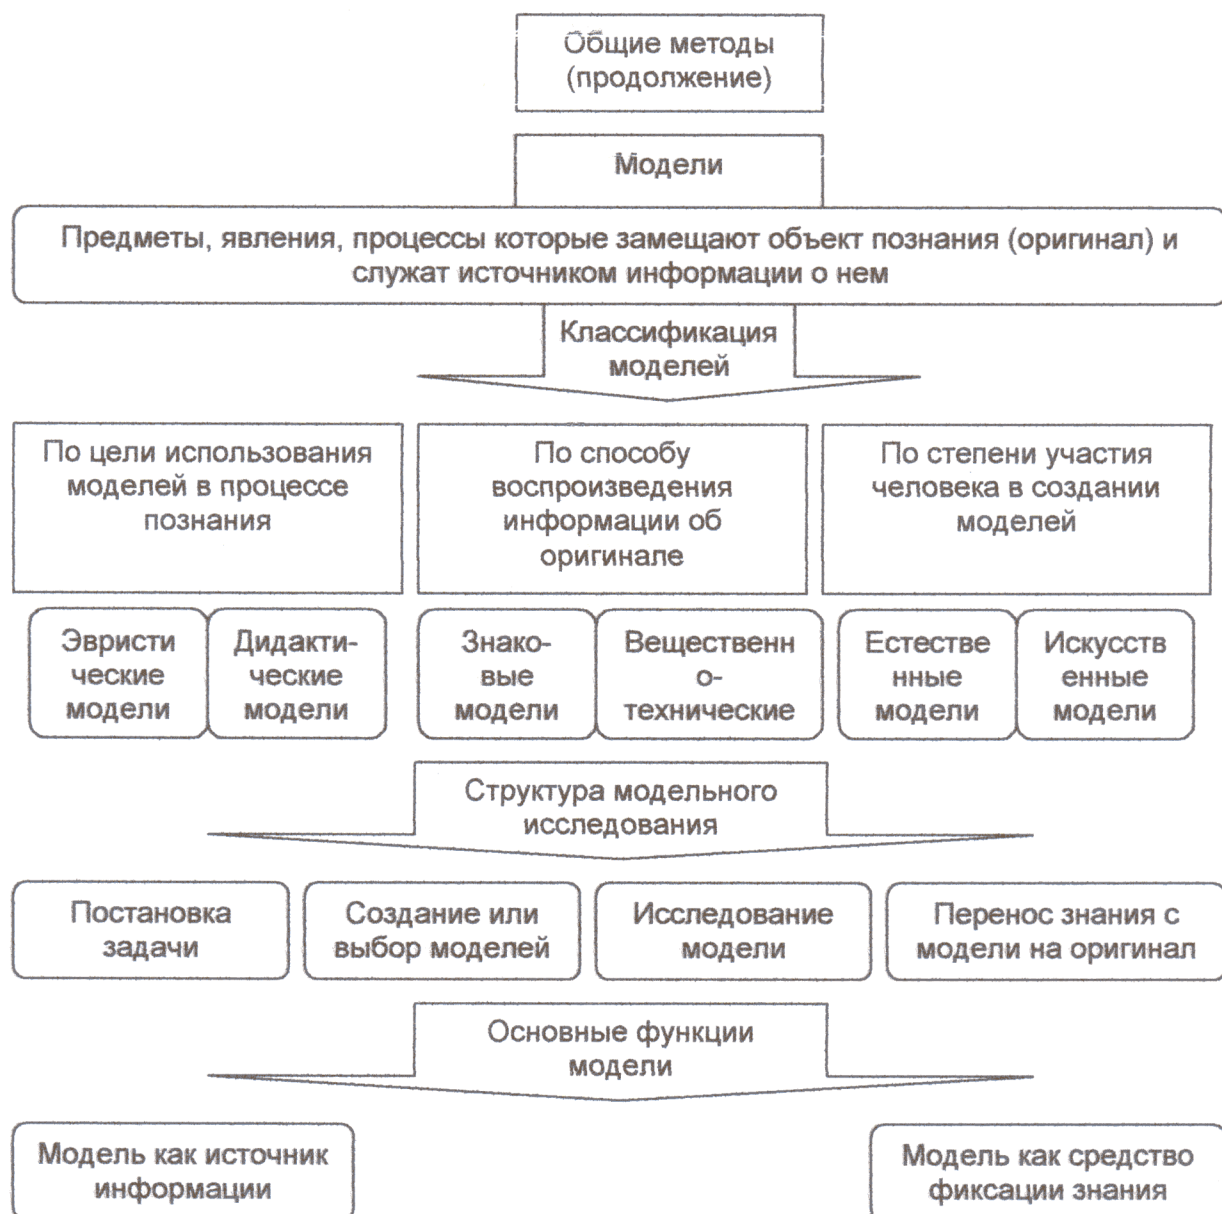 Общие методы
(продолжение)
Модели
Предметы, явления, процессы которые замещают объект познания (оригинал) и
служат источником информации о нем
Классификация
моделей
По цели использования
моделей в процессе
познания
По способу
воспроизведения
информации об
оригинале
По степени участия
человека в создании
моделей
Эвристи
ческие
модели
Дидакти-
ческие
модели
Знако-
вые
модели
Вещественн
о-
технические
Естестве
нные
модели
Искусств
енные
модели
Структура модельного
исследования
Постановка
задачи
Создание или
выбор моделей
Исследование
модели
Перенос знания с
модели на оригинал
Основные функции
модели
Модель как источник
информации
Модель как средство
фиксации знания